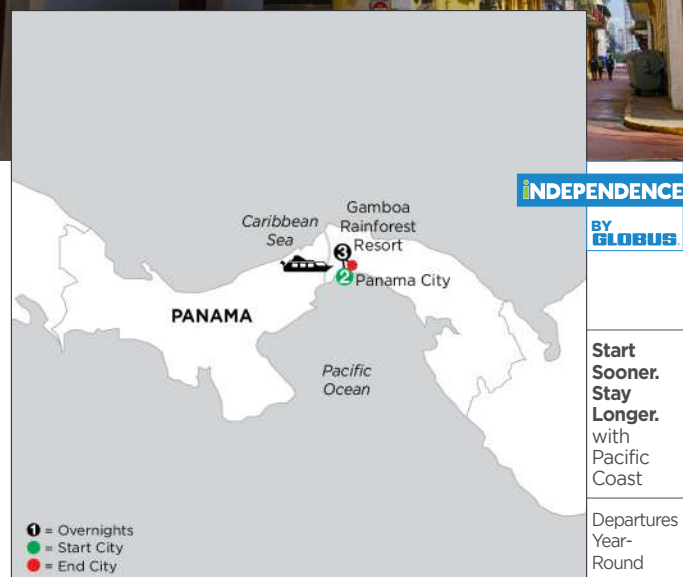 Caribbean
Sea
Gamboa
Rainforest
Resort
3
2
Panama City
PANAMA
Pacific
Ocean
1 = Overnights
= Start City
= End City
iNDEPENDENCE
BY
GLOBUS.
Start
Sooner.
Stay
Longer.
with
Pacific
Coast
Departures
Year-
Round